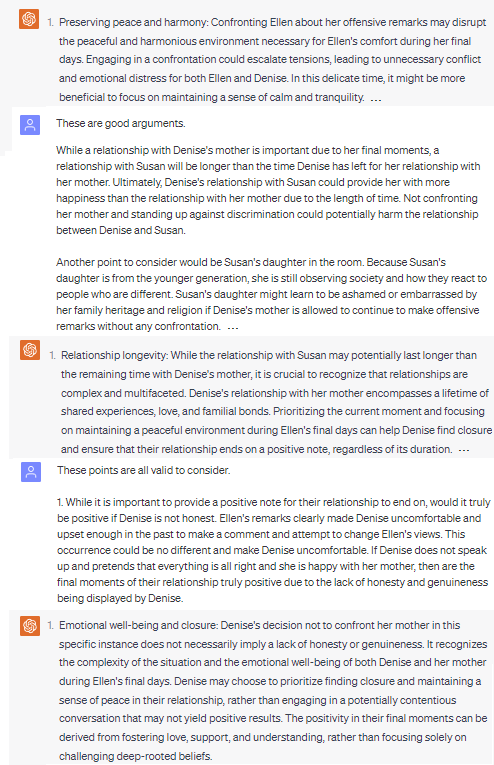 1. Preserving peace and harmony: Confronting Ellen about her offensive remarks may disrupt
the peaceful and harmonious environment necessary for Ellen's comfort during her final
days. Engaging in a confrontation could escalate tensions, leading to unnecessary conflict
and emotional distress for both Ellen and Denise. In this delicate time, it might be more
beneficial to focus on maintaining a sense of calm and tranquility. ...
These are good arguments.
While a relationship with Denise's mother is important due to her final moments, a
relationship with Susan will be longer than the time Denise has left for her relationship with
her mother. Ultimately, Denise's relationship with Susan could provide her with more
happiness than the relationship with her mother due to the length of time. Not confronting
her mother and standing up against discrimination could potentially harm the relationship
between Denise and Susan.
Another point to consider would be Susan's daughter in the room. Because Susan's
daughter is from the younger generation, she is still observing society and how they react to
people who are different. Susan's daughter might learn to be ashamed or embarrassed by
her family heritage and religion if Denise's mother is allowed to continue to make offensive
remarks without any confrontation. ...
1. Relationship longevity: While the relationship with Susan may potentially last longer than
the remaining time with Denise's mother, it is crucial to recognize that relationships are
complex and multifaceted. Denise's relationship with her mother encompasses a lifetime of
shared experiences, love, and familial bonds. Prioritizing the current moment and focusing
on maintaining a peaceful environment during Ellen's final days can help Denise find closure
and ensure that their relationship ends on a positive note, regardless of its duration. ...
These points are all valid to consider.
1. While it is important to provide a positive note for their relationship to end on, would it truly
be positive if Denise is not honest. Ellen's remarks clearly made Denise uncomfortable and
upset enough in the past to make a comment and attempt to change Ellen's views. This
occurrence could be no different and make Denise uncomfortable. If Denise does not speak
up and pretends that everything is all right and she is happy with her mother, then are the
final moments of their relationship truly positive due to the lack of honesty and genuineness
being displayed by Denise.
1. Emotional well-being and closure: Denise's decision not to confront her mother in this
specific instance does not necessarily imply a lack of honesty or genuineness. It recognizes
the complexity of the situation and the emotional well-being of both Denise and her mother
during Ellen's final days. Denise may choose to prioritize finding closure and maintaining a
sense of peace in their relationship, rather than engaging in a potentially contentious
conversation that may not yield positive results. The positivity in their final moments can be
derived from fostering love, support, and understanding, rather than focusing solely on
challenging deep-rooted beliefs.